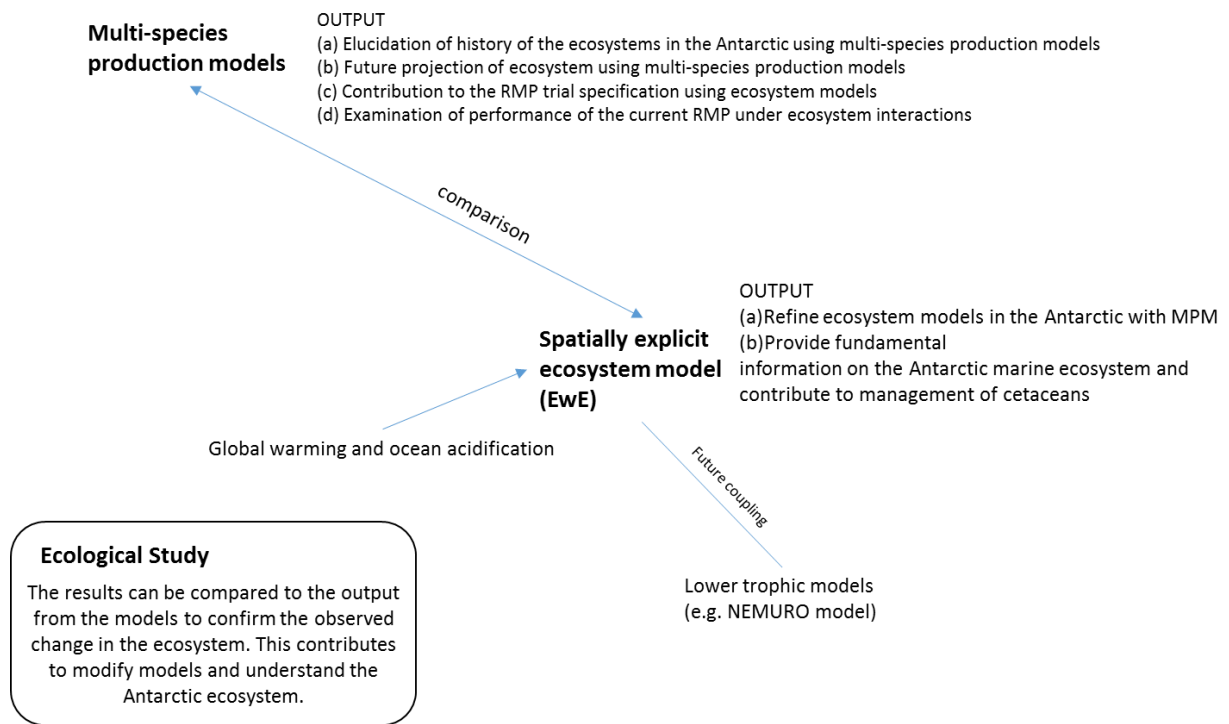 Multi-species
production models
OUTPUT
(a) Elucidation of history of the ecosystems in the Antarctic using multi-species production models
(b) Future projection of ecosystem using multi-species production models
(c) Contribution to the RMP trial specification using ecosystem models
(d) Examination of performance of the current RMP under ecosystem interactions
comparison
Spatially explicit
ecosystem model
(EwE)
OUTPUT
(a)Refine ecosystem models in the Antarctic with MPM
(b)Provide fundamental
information on the Antarctic marine ecosystem and
contribute to management of cetaceans
Global warming and ocean acidification
Future coupling
Lower trophic models
(e.g. NEMURO model)
Ecological Study
The results can be compared to the output
from the models to confirm the observed
change in the ecosystem. This contributes
to modify models and understand the
Antarctic ecosystem.